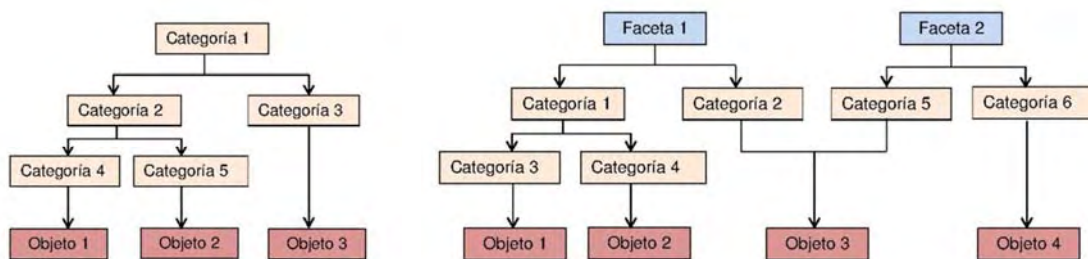 Categoría 1
Categoría 2
Categoría 3
Categoría 4
Categoría 5
Objeto 1
Objeto 2
Objeto 3
Faceta 1
Faceta 2
Categoría 1
Categoría 2
Categoría 5
Categoría 6
Categoría 3
Categoría 4
Objeto 1
Objeto 2
Objeto 3
Objeto 4